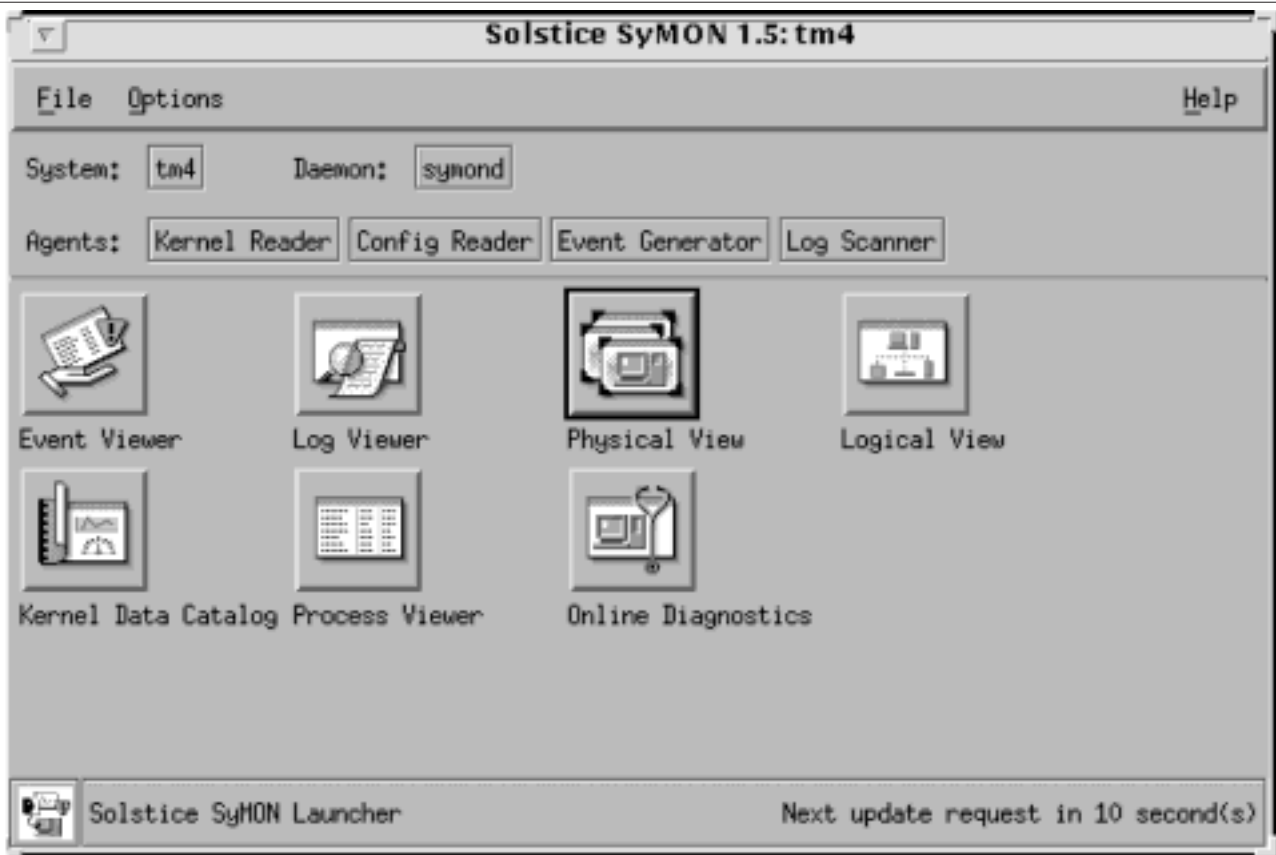 Solstice SyMON 1.5: tm4
File Options Help
System: tm4 Daemon: symond
Agents: Kernel Reader Config Reader Event Generator Log Scanner
Event Viewer Log Viewer Physical View Logical View
Kernel Data Catalog Process Viewer Online Diagnostics
Solstice SyMON Launcher Next update request in 10 second(s)